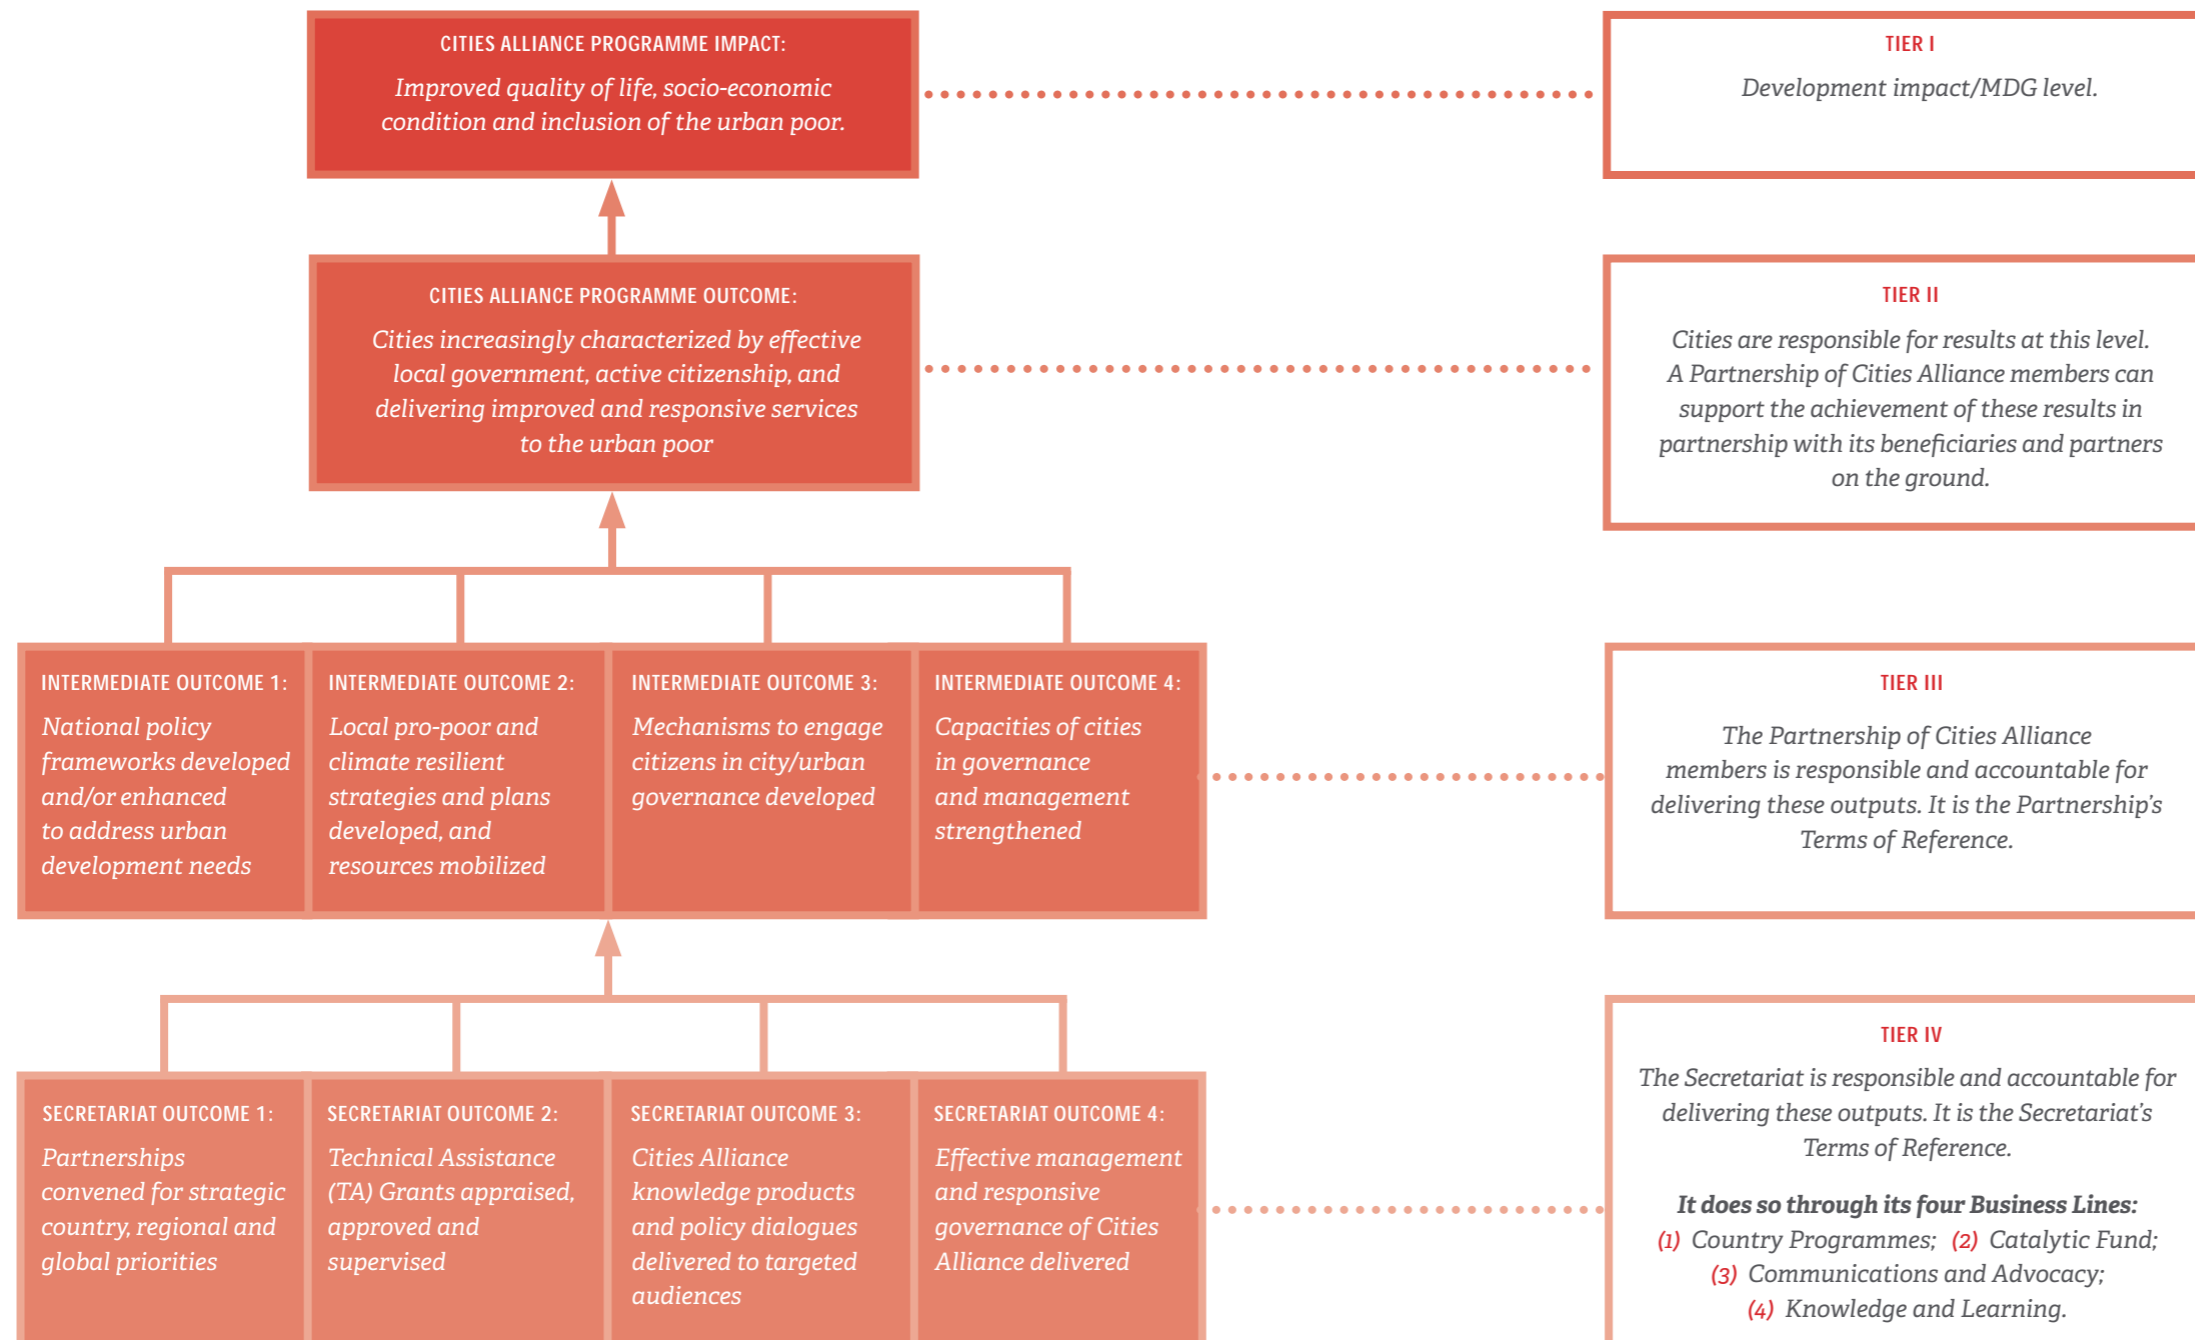 CITIES ALLIANCE PROGRAMME IMPACT:
Improved quality of life, socio-economic
condition and inclusion of the urban poor.
TIER I
Development impact/MDG level.
CITIES ALLIANCE PROGRAMME OUTCOME:
Cities increasingly characterized by effective
local government, active citizenship, and
delivering improved and responsive services
to the urban poor
TIER II
Cities are responsible for results at this level.
A Partnership of Cities Alliance members can
support the achievement of these results in
partnership with its beneficiaries and partners
on the ground.
INTERMEDIATE OUTCOME 1:
National policy
frameworks developed
and/or enhanced
to address urban
development needs
INTERMEDIATE OUTCOME 2:
Local pro-poor and
climate resilient
strategies and plans
developed, and
resources mobilized
INTERMEDIATE OUTCOME 3:
Mechanisms to engage
citizens in city/urban
governance developed
INTERMEDIATE OUTCOME 4:
Capacities of cities
in governance
and management
strengthened
TIER III
The Partnership of Cities Alliance
members is responsible and accountable for
delivering these outputs. It is the Partnership's
Terms of Reference.
SECRETARIAT OUTCOME 1:
Partnerships
convened for strategic
country, regional and
global priorities
SECRETARIAT OUTCOME 2:
Technical Assistance
(TA) Grants appraised,
approved and
supervised
SECRETARIAT OUTCOME 3:
Cities Alliance
knowledge products
and policy dialogues
delivered to targeted
audiences
SECRETARIAT OUTCOME 4:
Effective management
and responsive
governance of Cities
Alliance delivered
TIER IV
The Secretariat is responsible and accountable for
delivering these outputs. It is the Secretariat's
Terms of Reference.
It does so through its four Business Lines:
(1) Country Programmes; (2) Catalytic Fund;
(3) Communications and Advocacy;
(4) Knowledge and Learning.